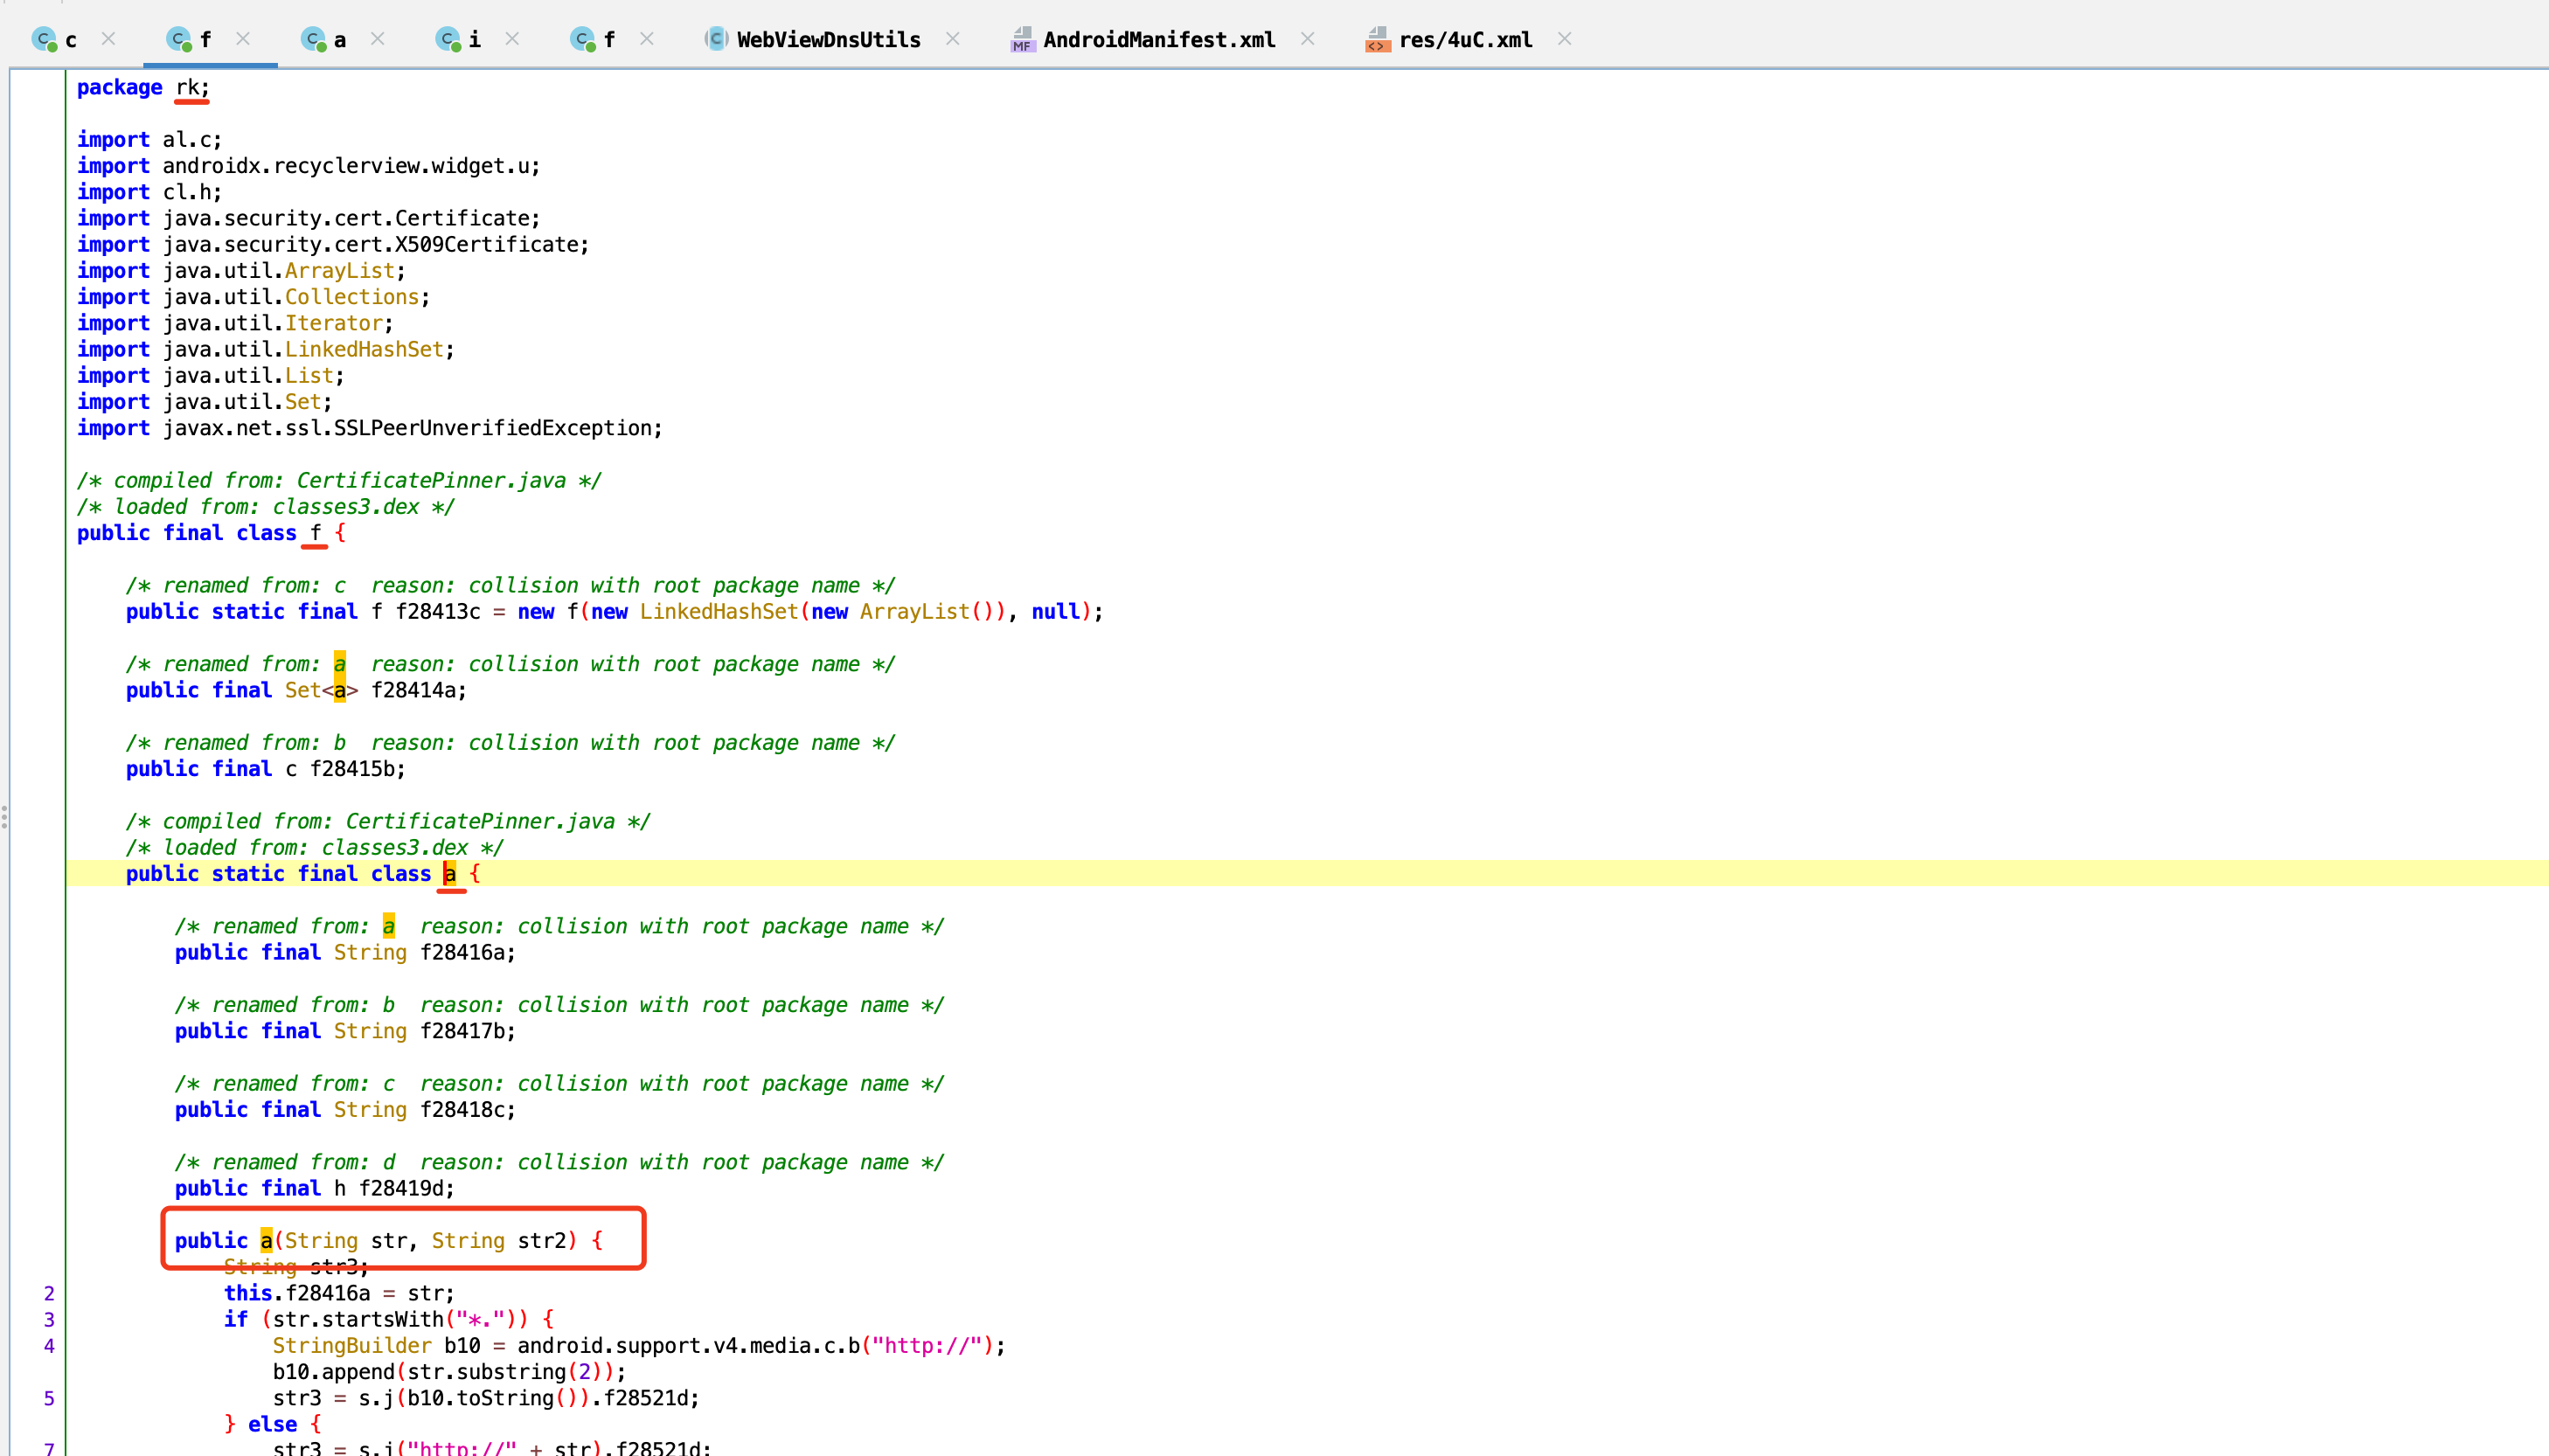 c f a i f WebViewDnsUtils AndroidManifest.xml res/4uC.xml
package rk;
import al.c;
import androidx.recyclerview.widget.u;
import cl.h;
import java.security.cert.Certificate;
import java.security.cert.X509Certificate;
import java.util.ArrayList;
import java.util.Collections;
import java.util.Iterator;
import java.util.LinkedHashSet;
import java.util.List;
import java.util.Set;
import javax.net.ssl.SSLPeerUnverifiedException;
/* compiled from: CertificatePinner.java */
/* loaded from: classes3.dex */
public final class f {
/* renamed from: c  reason: collision with root package name */
public static final f f28413c = new f(new LinkedHashSet(new ArrayList()), null);
/* renamed from: a  reason: collision with root package name */
public final Set<a> f28414a;
/* renamed from: b  reason: collision with root package name */
public final c f28415b;
/* compiled from: CertificatePinner.java */
/* loaded from: classes3.dex */
public static final class a {
/* renamed from: a  reason: collision with root package name */
public final String f28416a;
/* renamed from: b  reason: collision with root package name */
public final String f28417b;
/* renamed from: c  reason: collision with root package name */
public final String f28418c;
/* renamed from: d  reason: collision with root package name */
public final h f28419d;
public a(String str, String str2) {
String str3;
2 this.f28416a = str;
3 if (str.startsWith("*.")) {
4 StringBuilder b10 = android.support.v4.media.c.b("http://");
b10.append(str.substring(2));
5 str3 = s.j(b10.toString()).f28521d;
} else {
7 str3 = s.j("http://" + str).f28521d;